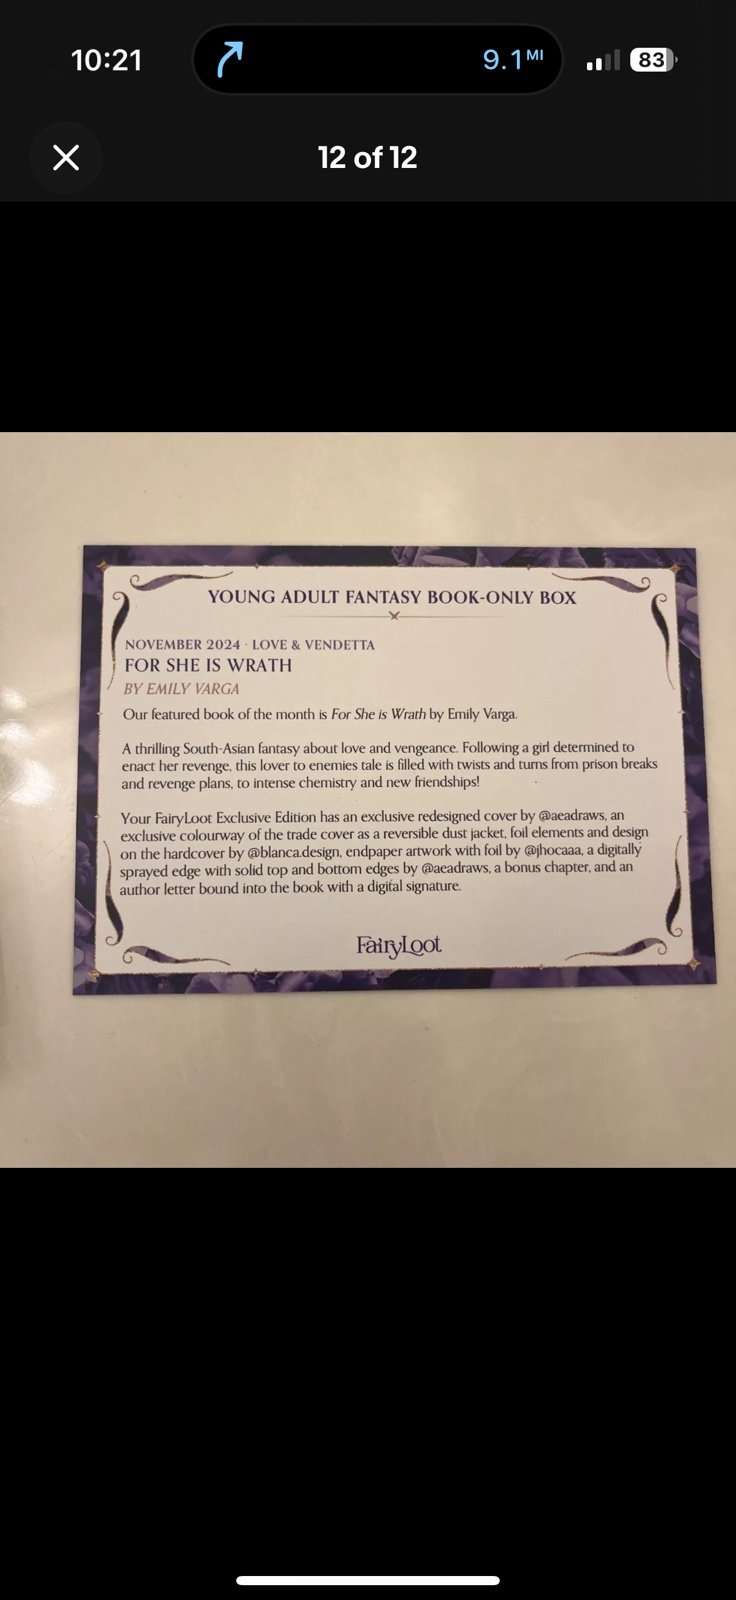 10:21
9.1 MI
83
12 of 12
YOUNG ADULT FANTASY BOOK-ONLY BOX
NOVEMBER 2024 · LOVE & VENDETTA
FOR SHE IS WRATH
BY EMILY VARGA
Our featured book of the month is For She is Wrath by Emily Varga.
A thrilling South-Asian fantasy about love and vengeance. Following a girl determined to
enact her revenge, this lover to enemies tale is filled with twists and turns from prison breaks
and revenge plans, to intense chemistry and new friendships!
Your FairyLoot Exclusive Edition has an exclusive redesigned cover by @aeadraws, an
exclusive colourway of the trade cover as a reversible dust jacket, foil elements and design
on the hardcover by @blanca.design, endpaper artwork with foil by @jhocaaa, a digitally
sprayed edge with solid top and bottom edges by @aeadraws, a bonus chapter, and an
author letter bound into the book with a digital signature.
FairyLoot